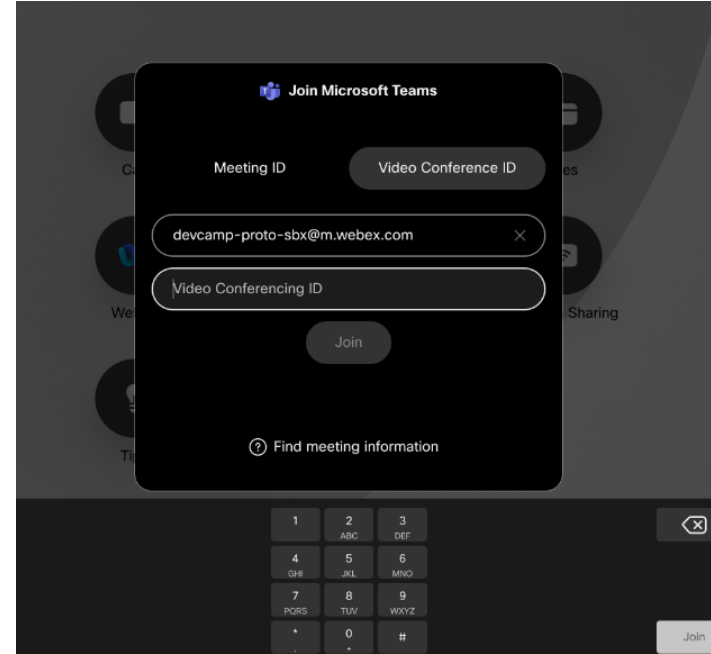 Join Microsoft Teams
Meeting ID
Video Conference ID
devcamp-proto-sbx@m.webex.com
Video Conferencing ID
Join
Find meeting information
Sharing
1 2 3
ABC DEF
4 5 6
GHI JKL MNO
7 8 9
PQRS TUV WXYZ
* 0 #
Join